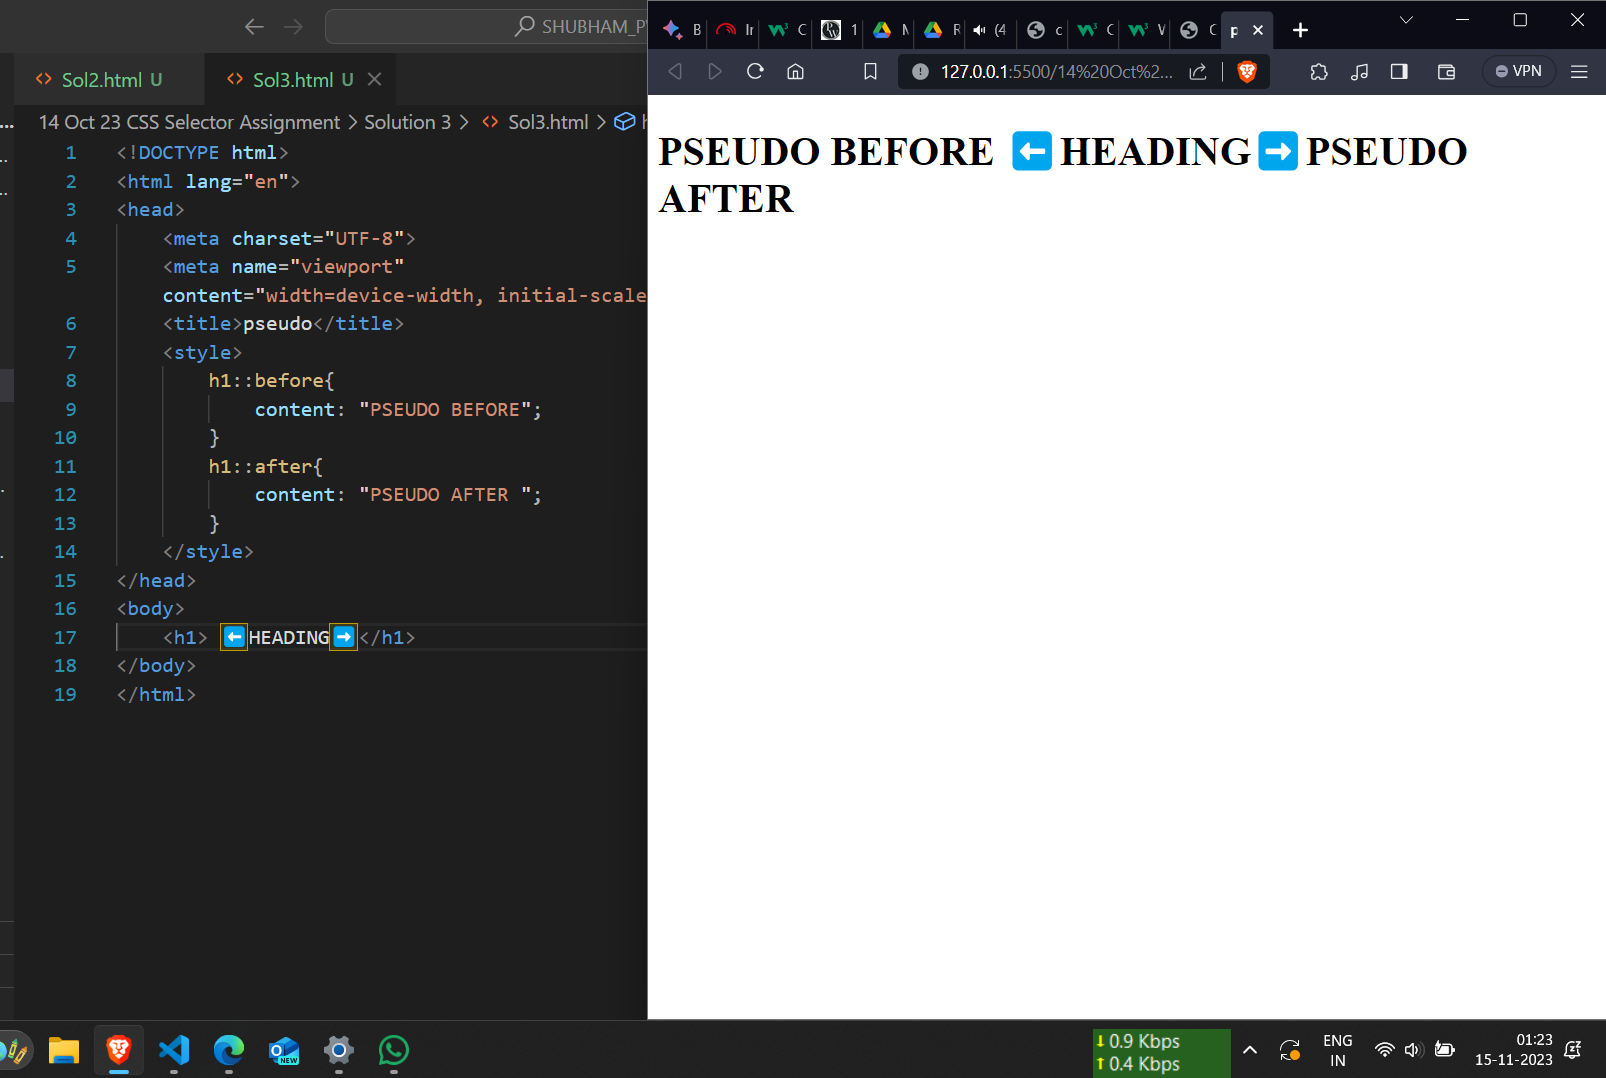 SHUBHAM_P
Sol2.html U
Sol3.html U
14 Oct 23 CSS Selector Assignment > Solution 3 > <> Sol3.html >
1 <!DOCTYPE html>
2 <html lang="en">
3 <head>
4 <meta charset="UTF-8">
5 <meta name="viewport"
content="width=device-width, initial-scale
6 <title>pseudo</title>
7 <style>
8 h1::before{
9 content: "PSEUDO BEFORE";
10 }
11 h1::after{
12 content: "PSEUDO AFTER ";
13 }
14 </style>
15 </head>
16 <body>
17 <h1> ⬅️HEADING➡️</h1>
18 </body>
19 </html>
B
Ir
C
1
R
(4
c
C
C
p
127.0.0.1:5500/14%20Oct%2...
VPN
PSEUDO BEFORE ⬅️HEADING➡️PSEUDO
AFTER
NEW
0.9 Kbps
0.4 Kbps
ENG
IN
01:23
15-11-2023